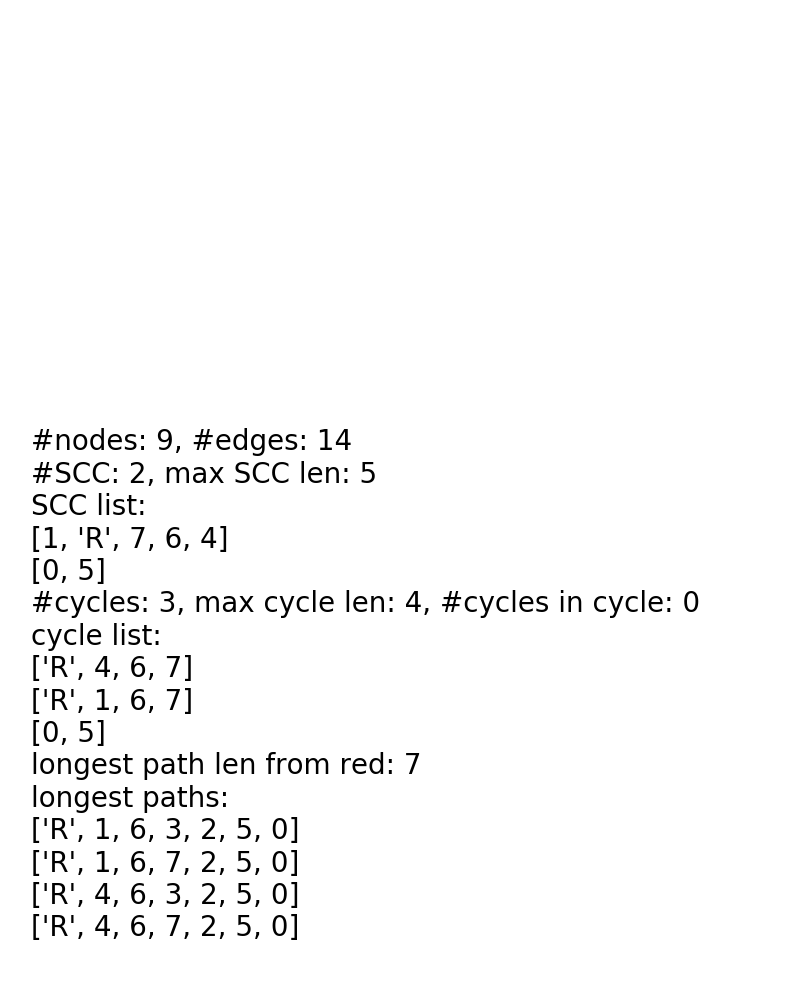 #nodes: 9, #edges: 14
#SCC: 2, max SCC len: 5
SCC list:
[1, 'R', 7, 6, 4]
[0, 5]
#cycles: 3, max cycle len: 4, #cycles in cycle: 0
cycle list:
['R', 4, 6, 7]
['R', 1, 6, 7]
[0, 5]
longest path len from red: 7
longest paths:
['R', 1, 6, 3, 2, 5, 0]
['R', 1, 6, 7, 2, 5, 0]
['R', 4, 6, 3, 2, 5, 0]
['R', 4, 6, 7, 2, 5, 0]